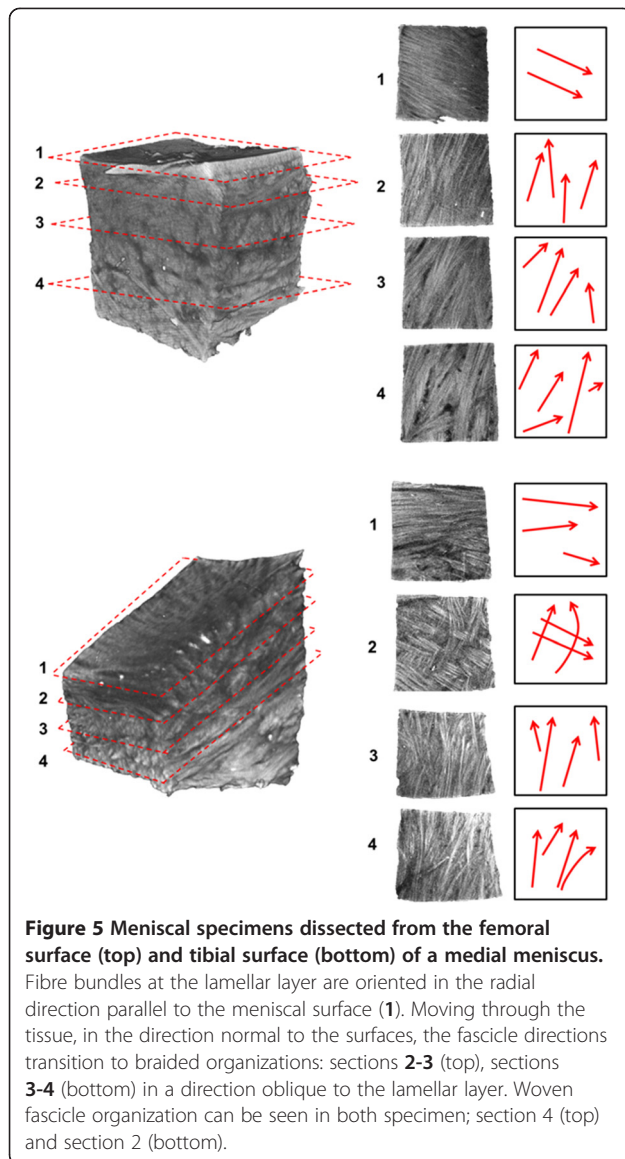 1
2
3
4
1
2
3
4
1
2
3
4
1
2
3
4
Figure 5 Meniscal specimens dissected from the femoral
surface (top) and tibial surface (bottom) of a medial meniscus.
Fibre bundles at the lamellar layer are oriented in the radial
direction parallel to the meniscal surface (1). Moving through the
tissue, in the direction normal to the surfaces, the fascicle directions
transition to braided organizations: sections 2-3 (top), sections
3-4 (bottom) in a direction oblique to the lamellar layer. Woven
fascicle organization can be seen in both specimen; section 4 (top)
and section 2 (bottom).